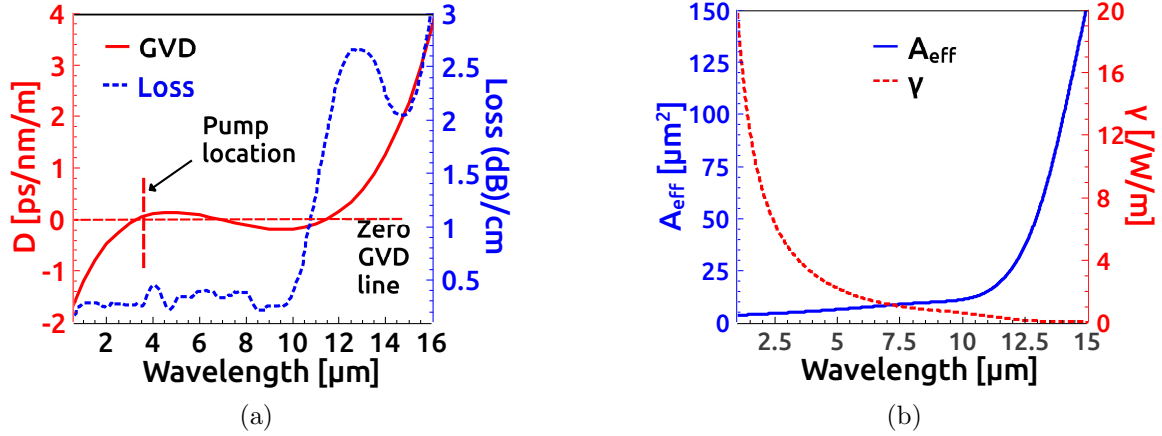 4
3
2
1
0
-1
-2
D [ps/nm/m]
GVD
Loss
Pump
location
Zero
GVD
line
3
2.5
2
1.5
1
0.5
Loss (dB)/cm
2 4 6 8 10 12 14 16
Wavelength [μm]
(a)
150
125
100
75
50
25
0
A_eff [μm²]
A_eff
γ
20
16
12
8
4
0
γ [/W/m]
2.5 5 7.5 10 12.5 15
Wavelength [μm]
(b)